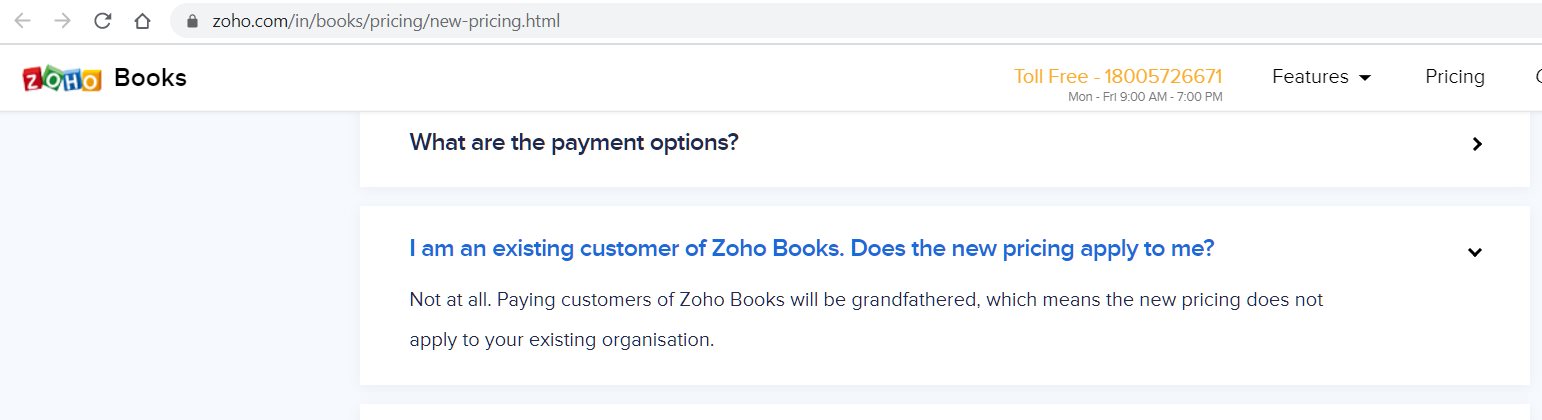 zoho.com/in/books/pricing/new-pricing.html
ZOHO Books
Toll Free - 18005726671
Mon - Fri 9:00 AM - 7:00 PM
Features
Pricing
What are the payment options?
I am an existing customer of Zoho Books. Does the new pricing apply to me?
Not at all. Paying customers of Zoho Books will be grandfathered, which means the new pricing does not
apply to your existing organisation.